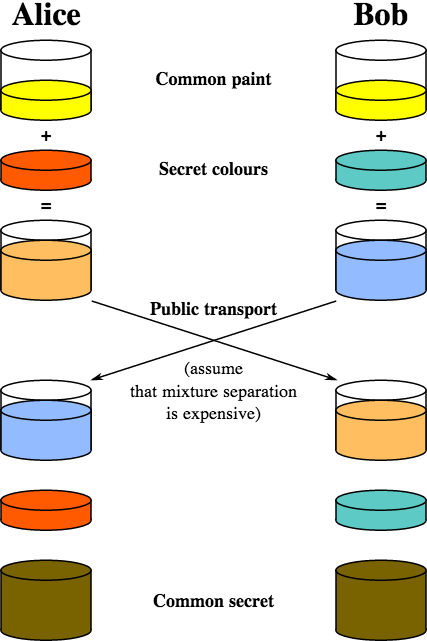 Alice Bob
Common paint
+ +
Secret colours
= =
Public transport
(assume
that mixture separation
is expensive)
Common secret